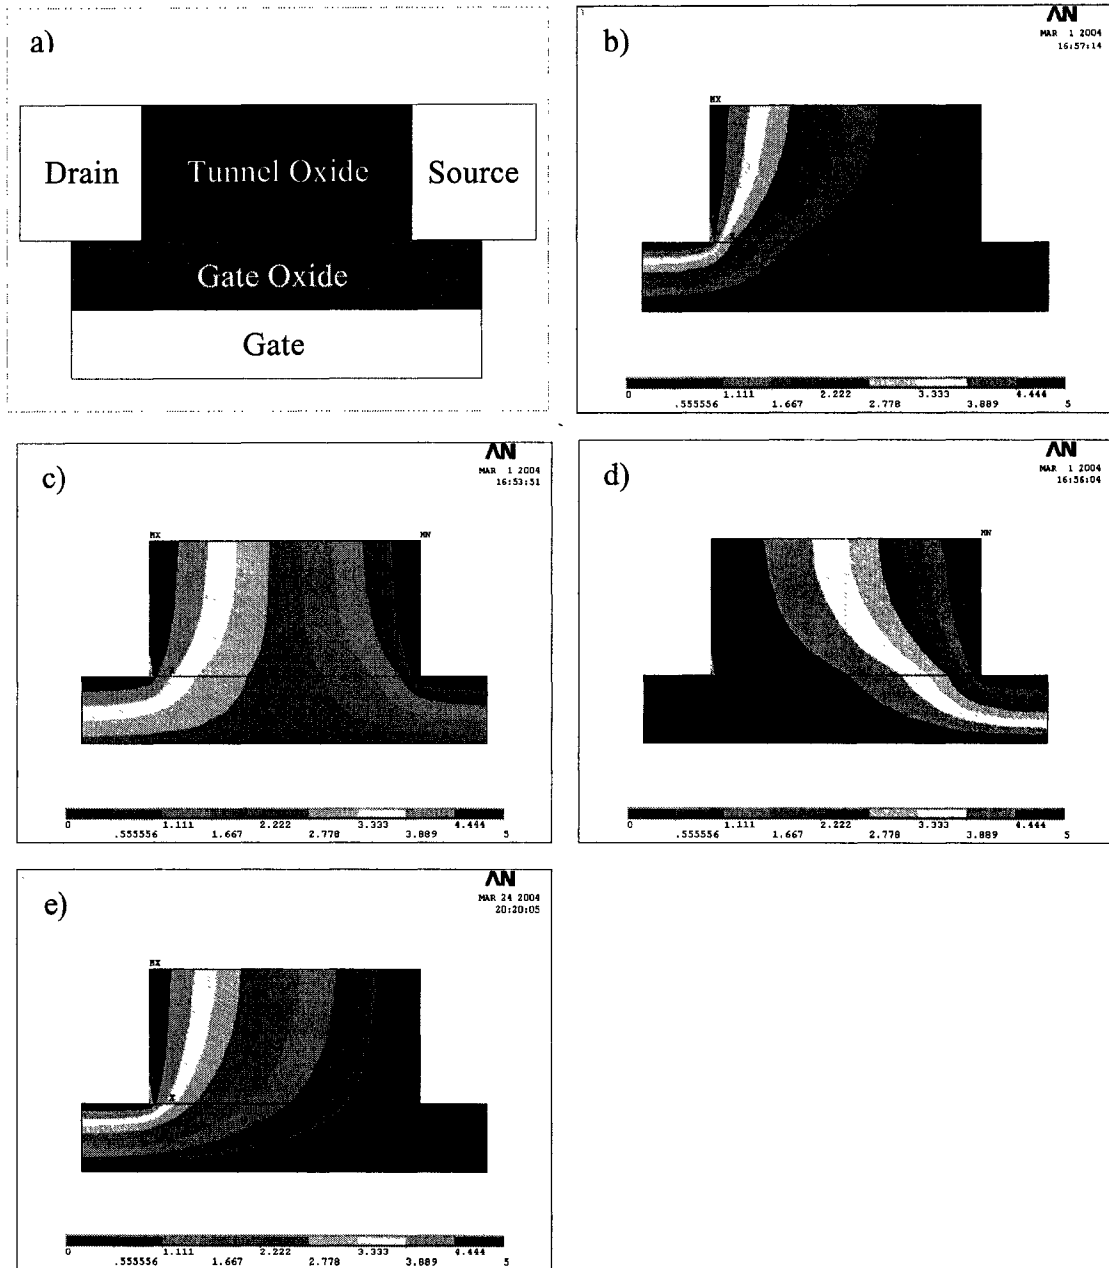 a)
Drain
Tunnel Oxide
Source
Gate Oxide
Gate
b)
ΛN
MAR 1 2004
16:57:14
MX
0 1.111 2.222 3.333 4.444
.555556 1.667 2.778 3.889 5
c)
ΛN
MAR 1 2004
16:53:51
MX
MN
0 1.111 2.222 3.333 4.444
.555556 1.667 2.778 3.889 5
d)
ΛN
MAR 1 2004
16:56:04
MN
0 1.111 2.222 3.333 4.444
.555556 1.667 2.778 3.889 5
e)
ΛN
MAR 24 2004
20:20:05
MX
X
0 1.111 2.222 3.333 4.444
.555556 1.667 2.778 3.889 5